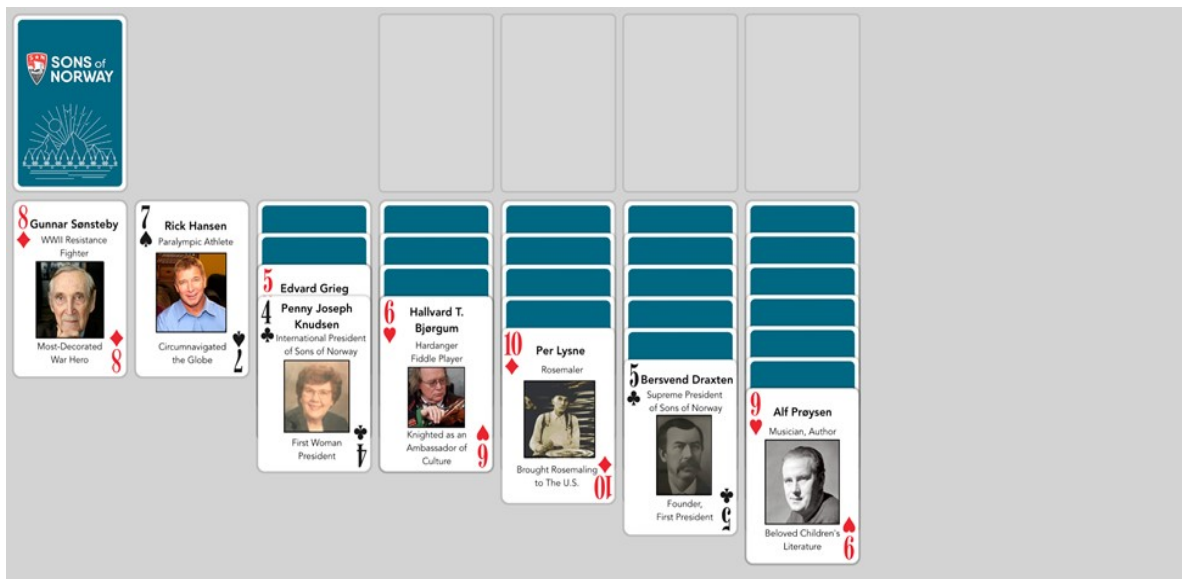 SONS of
NORWAY
8
Gunnar Sønsteby
WWII Resistance
Fighter
Most-Decorated
War Hero
8
7
Rick Hansen
Paralympic Athlete
Circumnavigated
the Globe
7
5
Edvard Grieg
4
Penny Joseph
Knudsen
International President
of Sons of Norway
First Woman
President
4
6
Hallvard T.
Bjørgum
Hardanger
Fiddle Player
Knighted as an
Ambassador of
Culture
6
10
Per Lysne
Rosemaler
Brought Rosemaling
to The U.S.
10
5
Bersvend Draxten
Supreme President
of Sons of Norway
Founder,
First President
5
9
Alf Prøysen
Musician, Author
Beloved Children's
Literature
9